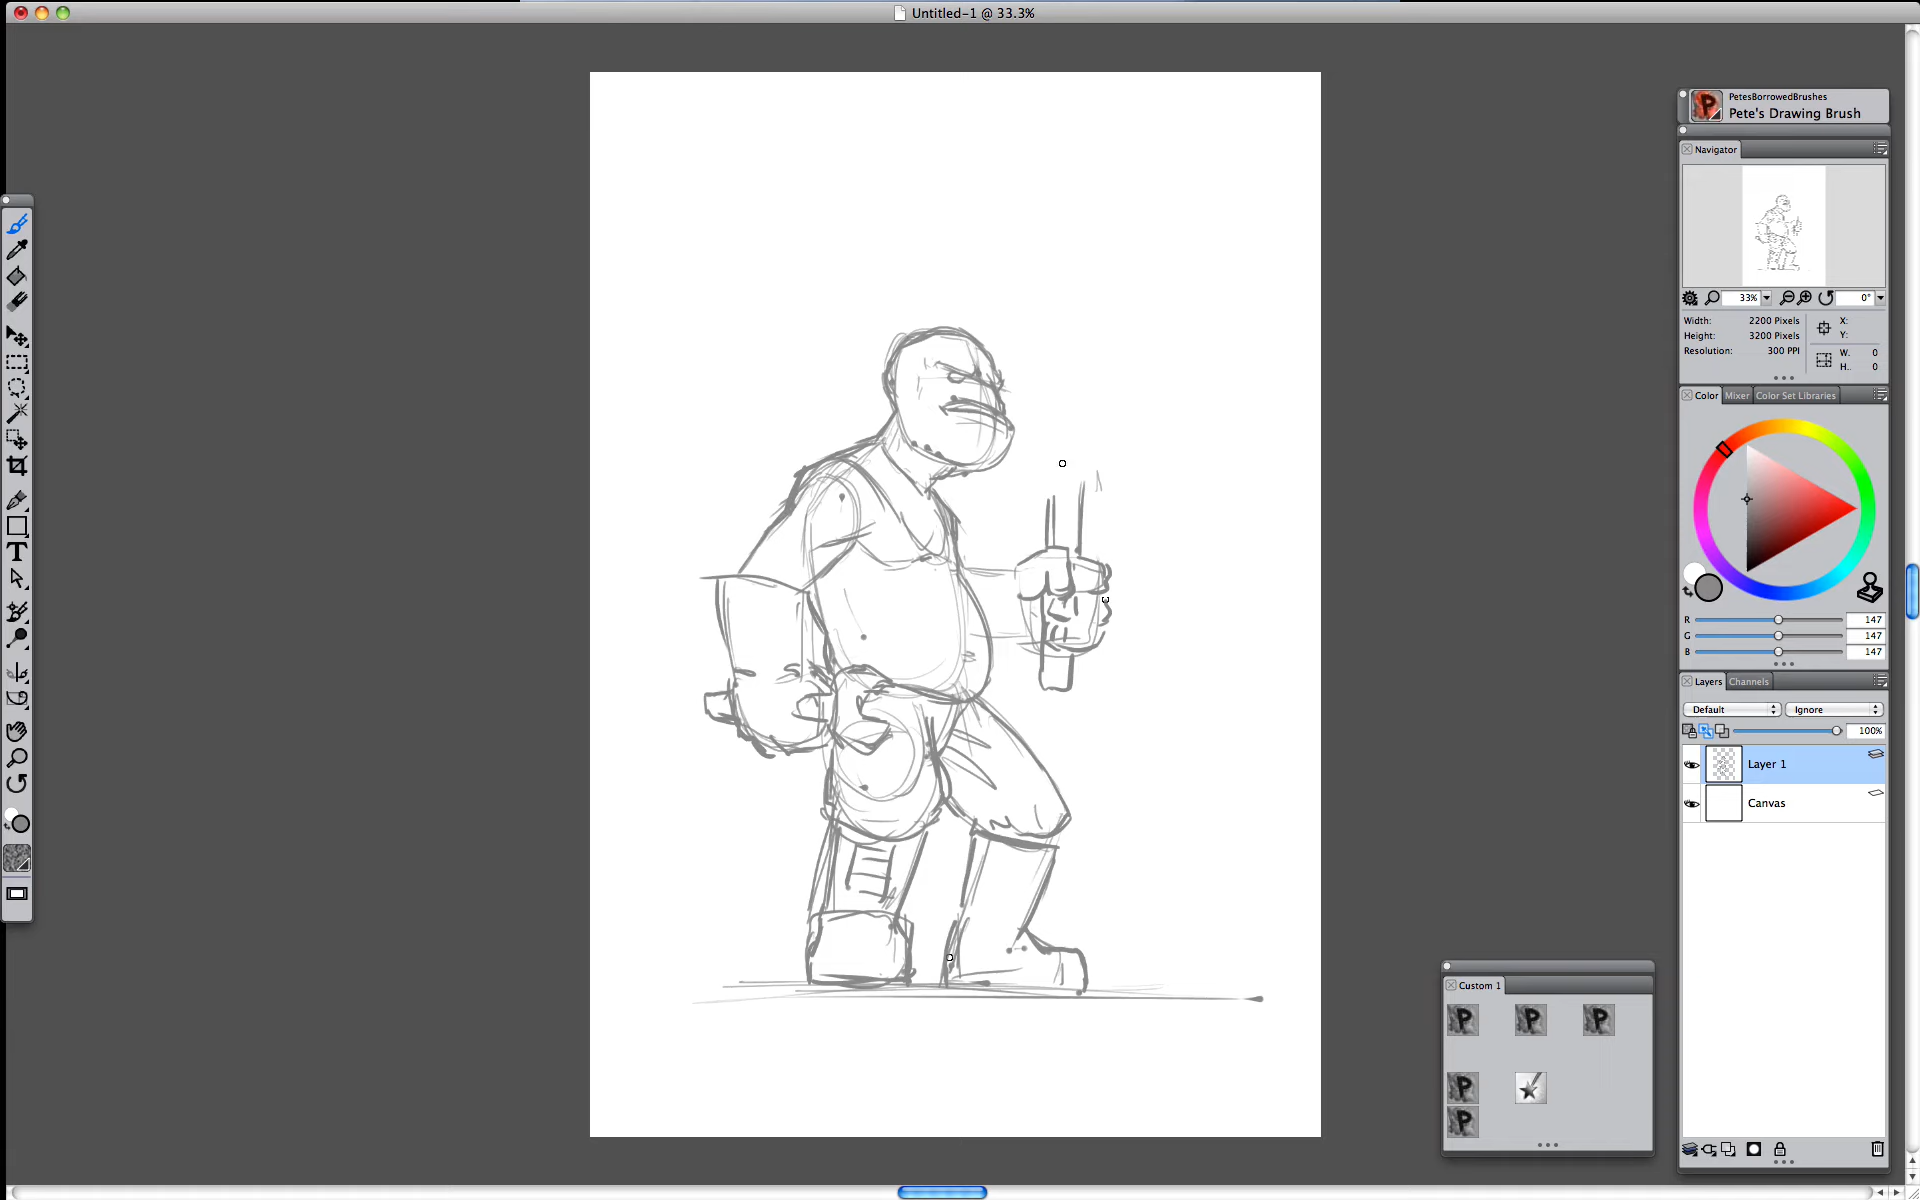 Untitled-1 @ 33.3%
PetesBorrowedBrushes
Pete's Drawing Brush
Navigator
33%
0°
Width: 2200 Pixels
Height: 3200 Pixels
Resolution: 300 PPI
X:
Y:
W. 0
H.. 0
Color Mixer Color Set Libraries
R 147
G 147
B 147
Layers Channels
Default Ignore
100%
Layer 1
Canvas
T
Custom 1
P P P
P
P